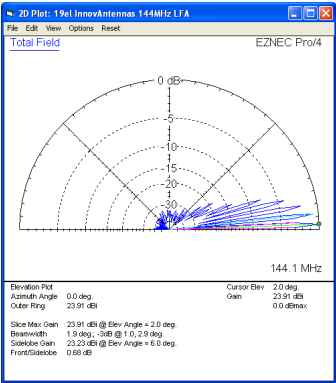 2D Plot: 19el InnovAntennas 144MHz LFA
File Edit View Options Reset
Total Field
EZNEC Pro/4
0 dB
-5
-10
-15
-20
-30
144.1 MHz
Elevation Plot
Azimuth Angle 0.0 deg.
Outer Ring 23.91 dBi
Cursor Elev 2.0 deg.
Gain 23.91 dBi
0.0 dBmax
Slice Max Gain 23.91 dBi @ Elev Angle = 2.0 deg.
Beamwidth 1.9 deg.; -3dB @ 1.0, 2.9 deg.
Sidelobe Gain 23.23 dBi @ Elev Angle = 6.0 deg.
Front/Sidelobe 0.68 dB